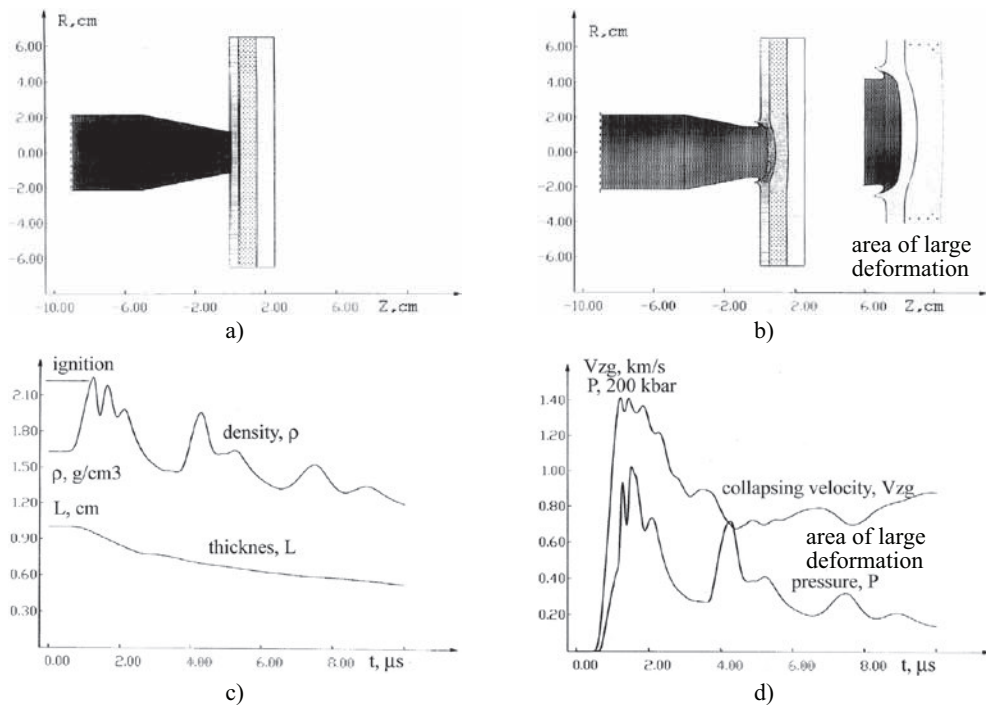 R,cm
6.00
4.00
2.00
0.00
-2.00
-4.00
-6.00
-10.00 -6.00 -2.00 2.00 6.00 Z,cm
a)
R,cm
6.00
4.00
2.00
0.00
-2.00
-4.00
-6.00
area of large
deformation
-10.00 -6.00 -2.00 2.00 6.00 Z,cm
b)
ignition
2.10
1.80
density, ρ
1.50
ρ, g/cm3
1.20
L, cm
0.90
thicknes, L
0.60
0.30
0.00 2.00 4.00 6.00 8.00 t, μs
c)
Vzg, km/s
P, 200 kbar
1.40
1.20
1.00
collapsing velocity, Vzg
0.80
area of large
deformation
0.60
pressure, P
0.40
0.20
0.00 2.00 4.00 6.00 8.00 t, μs
d)